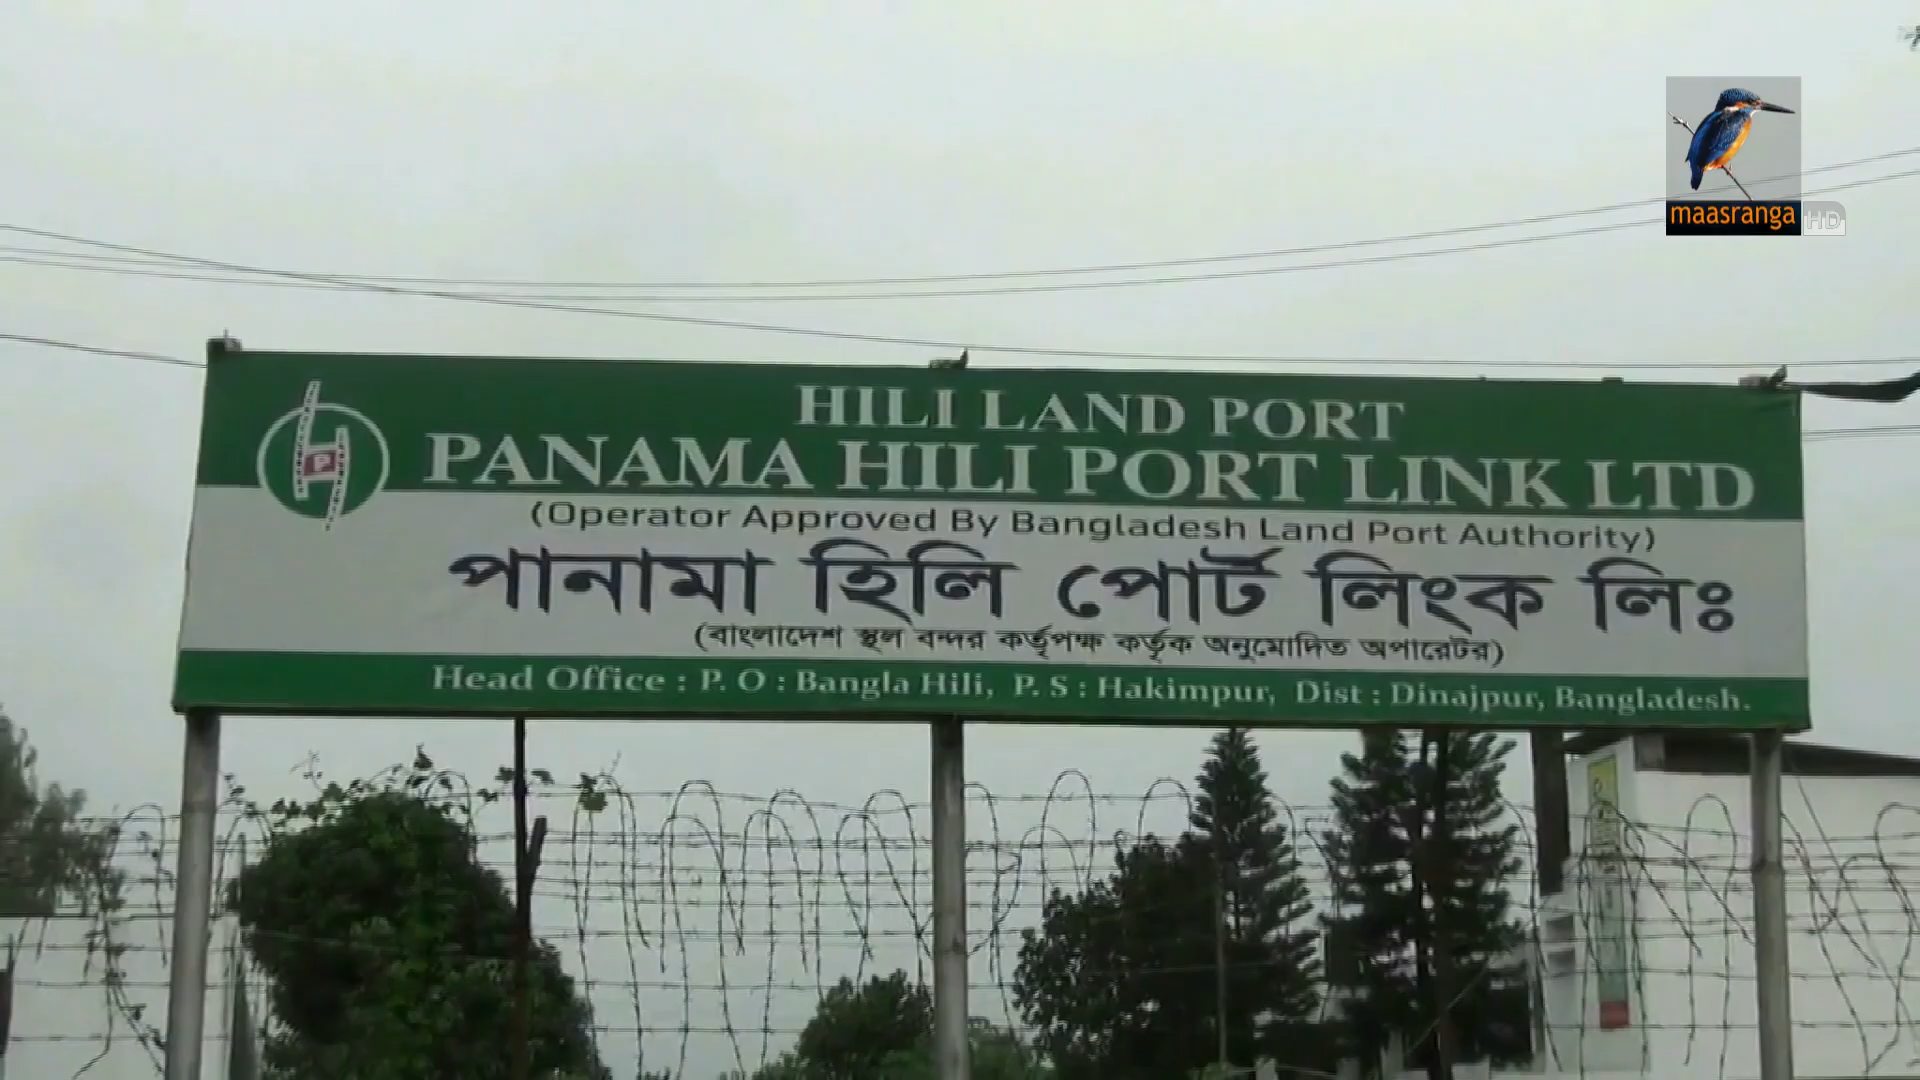 maasranga HD
HILI LAND PORT
P
PANAMA HILI PORT LINK LTD
(Operator Approved By Bangladesh Land Port Authority)
পানামা হিলি পোর্ট লিংক লিঃ
(বাংলাদেশ স্থল বন্দর কর্তৃপক্ষ কর্তৃক অনুমোদিত অপারেটর)
Head Office : P. O : Bangla Hili, P. S : Hakimpur, Dist : Dinajpur, Bangladesh.